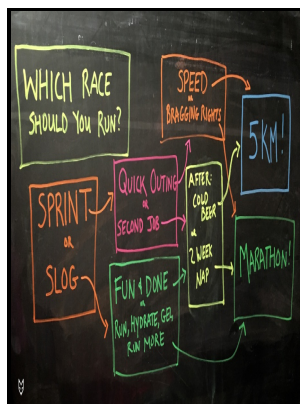 WHICH RACE
SHOULD YOU RUN?
SPEED
OR
BRAGGING RIGHTS
5KM!
SPRINT
OR
SLOG
QUICK OUTING
OR
SECOND JOB
AFTER:
COLD
BEER
OR
2 WEEK
NAP
FUN & DONE
OR
RUN, HYDRATE, GEL,
RUN MORE
MARATHON!